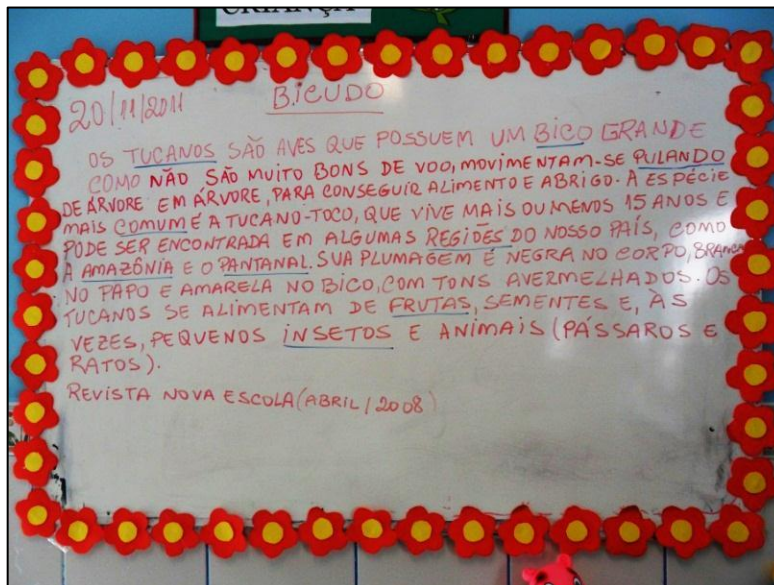 CRIANÇA
20/11/2011 BICUDO
OS TUCANOS SÃO AVES QUE POSSUEM UM BICO GRANDE
COMO NÃO SÃO MUITO BONS DE VOO, MOVIMENTAM-SE PULANDO
DE ÁRVORE EM ÁRVORE, PARA CONSEGUIR ALIMENTO E ABRIGO. A ESPÉCIE
MAIS COMUM É A TUCANO-TOCO, QUE VIVE MAIS OU MENOS 15 ANOS E
PODE SER ENCONTRADA EM ALGUMAS REGIÕES DO NOSSO PAÍS, COMO
A AMAZÔNIA E O PANTANAL. SUA PLUMAGEM É NEGRA NO CORPO, BRANCA
NO PAPO E AMARELA NO BICO, COM TONS AVERMELHADOS. OS
TUCANOS SE ALIMENTAM DE FRUTAS, SEMENTES E, ÀS
VEZES, PEQUENOS INSETOS E ANIMAIS (PÁSSAROS E
RATOS).
REVISTA NOVA ESCOLA (ABRIL/2008)